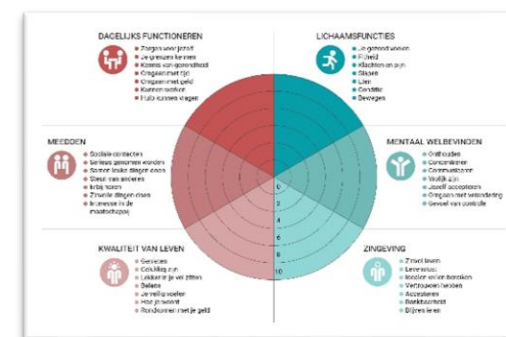 DAGELIJKS FUNCTIONEREN
Zorgen voor jezelf
Je grenzen kennen
Kennis van gezondheid
Omgaan met tijd
Omgaan met geld
Kunnen werken
Hulp kunnen vragen
LICHAAMSFUNCTIES
Je gezond voelen
Fitheid
Klachten en pijn
Slapen
Eten
Conditie
Bewegen
MEEDOEN
Sociale contacten
Serieus genomen worden
Samen leuke dingen doen
Steun van anderen
Erbij horen
Zinvolle dingen doen
Interesse in de
maatschappij
MENTAAL WELBEVINDEN
Onthouden
Concentreren
Communiceren
Vrolijk zijn
Jezelf accepteren
Omgaan met verandering
Gevoel van controle
KWALITEIT VAN LEVEN
Genieten
Gelukkig zijn
Lekker in je vel zitten
Balans
Je veilig voelen
Hoe je woont
Rondkomen met je geld
ZINGEVING
Zinvol leven
Levenslust
Idealen willen bereiken
Vertrouwen hebben
Accepteren
Dankbaarheid
Blijven leren
0
2
4
6
8
10